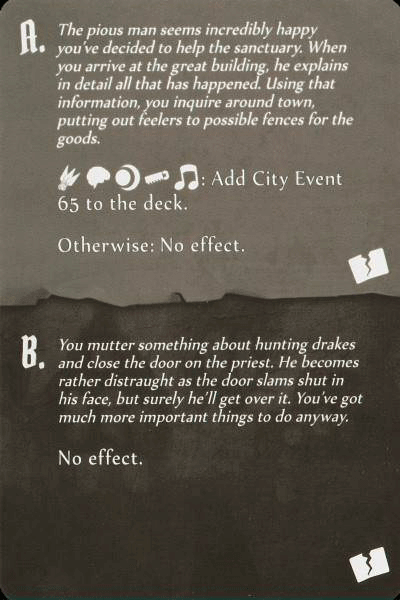 A.
The pious man seems incredibly happy
you've decided to help the sanctuary. When
you arrive at the great building, he explains
in detail all that has happened. Using that
information, you inquire around town,
putting out feelers to possible fences for the
goods.
: Add City Event
65 to the deck.
Otherwise: No effect.
B.
You mutter something about hunting drakes
and close the door on the priest. He becomes
rather distraught as the door slams shut in
his face, but surely he'll get over it. You've got
much more important things to do anyway.
No effect.